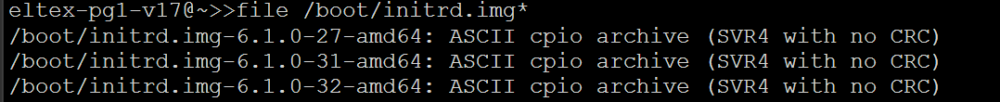 eltex-pg1-v17@~>>file /boot/initrd.img*
/boot/initrd.img-6.1.0-27-amd64: ASCII cpio archive (SVR4 with no CRC)
/boot/initrd.img-6.1.0-31-amd64: ASCII cpio archive (SVR4 with no CRC)
/boot/initrd.img-6.1.0-32-amd64: ASCII cpio archive (SVR4 with no CRC)